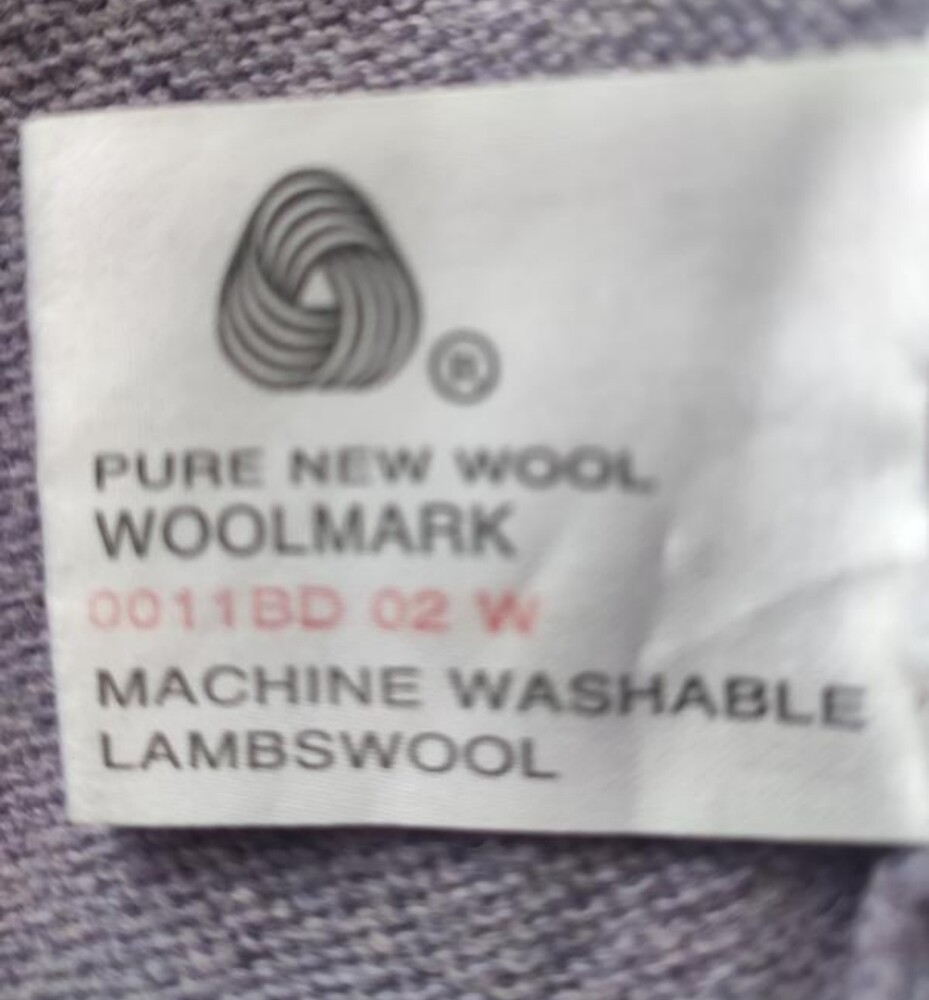 ®
PURE NEW WOOL
WOOLMARK
0011BD 02 W
MACHINE WASHABLE
LAMBSWOOL